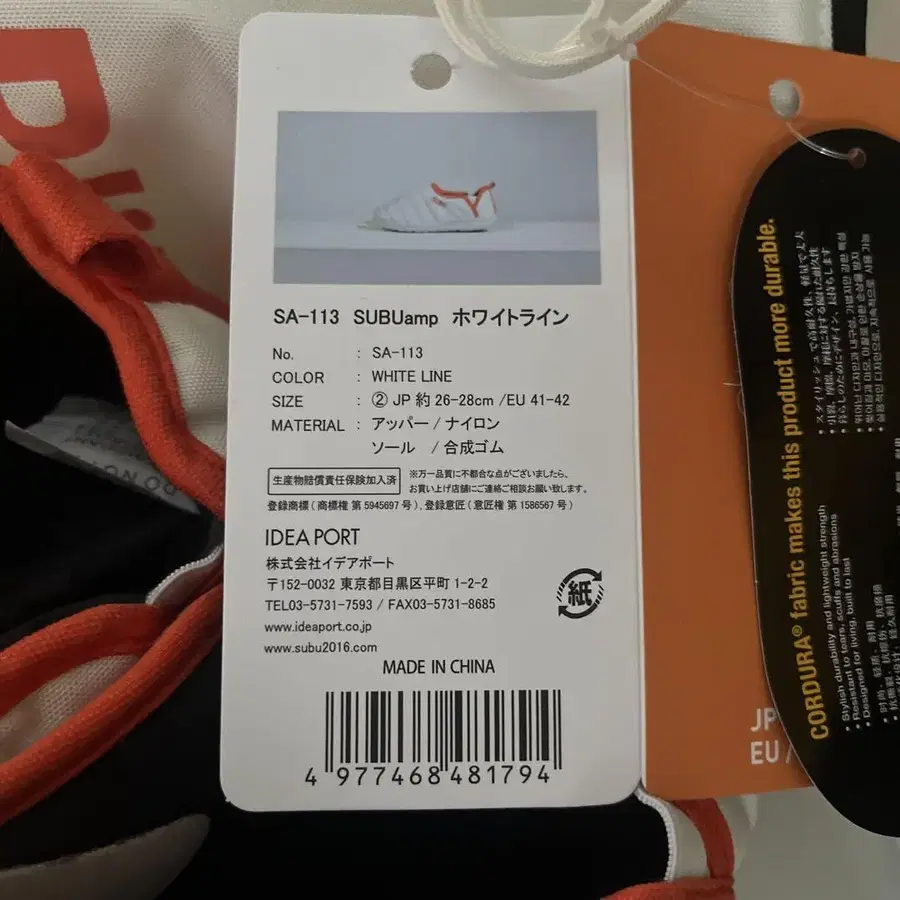 SA-113 SUBUamp ホワイトライン
No. : SA-113
COLOR : WHITE LINE
SIZE : ② JP 約 26-28cm /EU 41-42
MATERIAL : アッパー / ナイロン
ソール / 合成ゴム
生産物賠償責任保険加入済
※万一品質に不都合な点がございましたら、
お買い上げ店舗にご連絡ご相談お願い致します。
登録商標 ( 商標権 第 5945697 号 ) , 登録意匠 ( 意匠権 第 1586567 号 )
IDEA PORT
株式会社イデアポート
〒152-0032 東京都目黒区平町 1-2-2
TEL03-5731-7593 / FAX03-5731-8685
www.ideaport.co.jp
www.subu2016.com
紙
MADE IN CHINA
4 977468 481794
JP
EU /
CORDURA® fabric makes this product more durable.
• Stylish durability and lightweight strength
• Resistant to tears, scuffs and abrasions
• Designed for living, built to last
DO NO